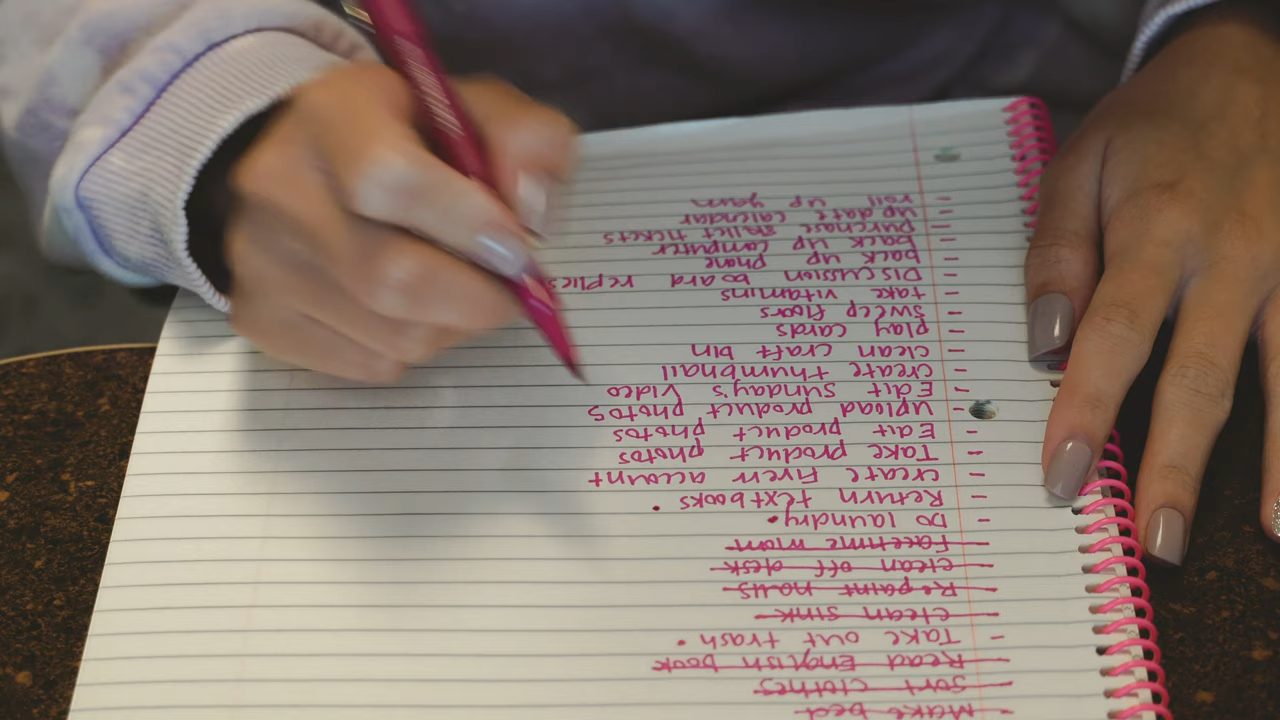 - Make bed
- Sort clothes
- Read English book
- Take out trash •
- Clean sink
- Repaint nails
- clean off desk
- Facetime mom
- Do laundry •
- Return textbooks •
- create Fiverr account
- Take product photos
- Edit product photos
- Upload product photos
- Edit Sunday's Video
- create thumbnail
- clean craft bin
- play cards
- sweep floors
- take vitamins
- Discussion board replies
- back up phone
- back up computer
- purchase ballet tickets
- update calendar
- roll up yarn